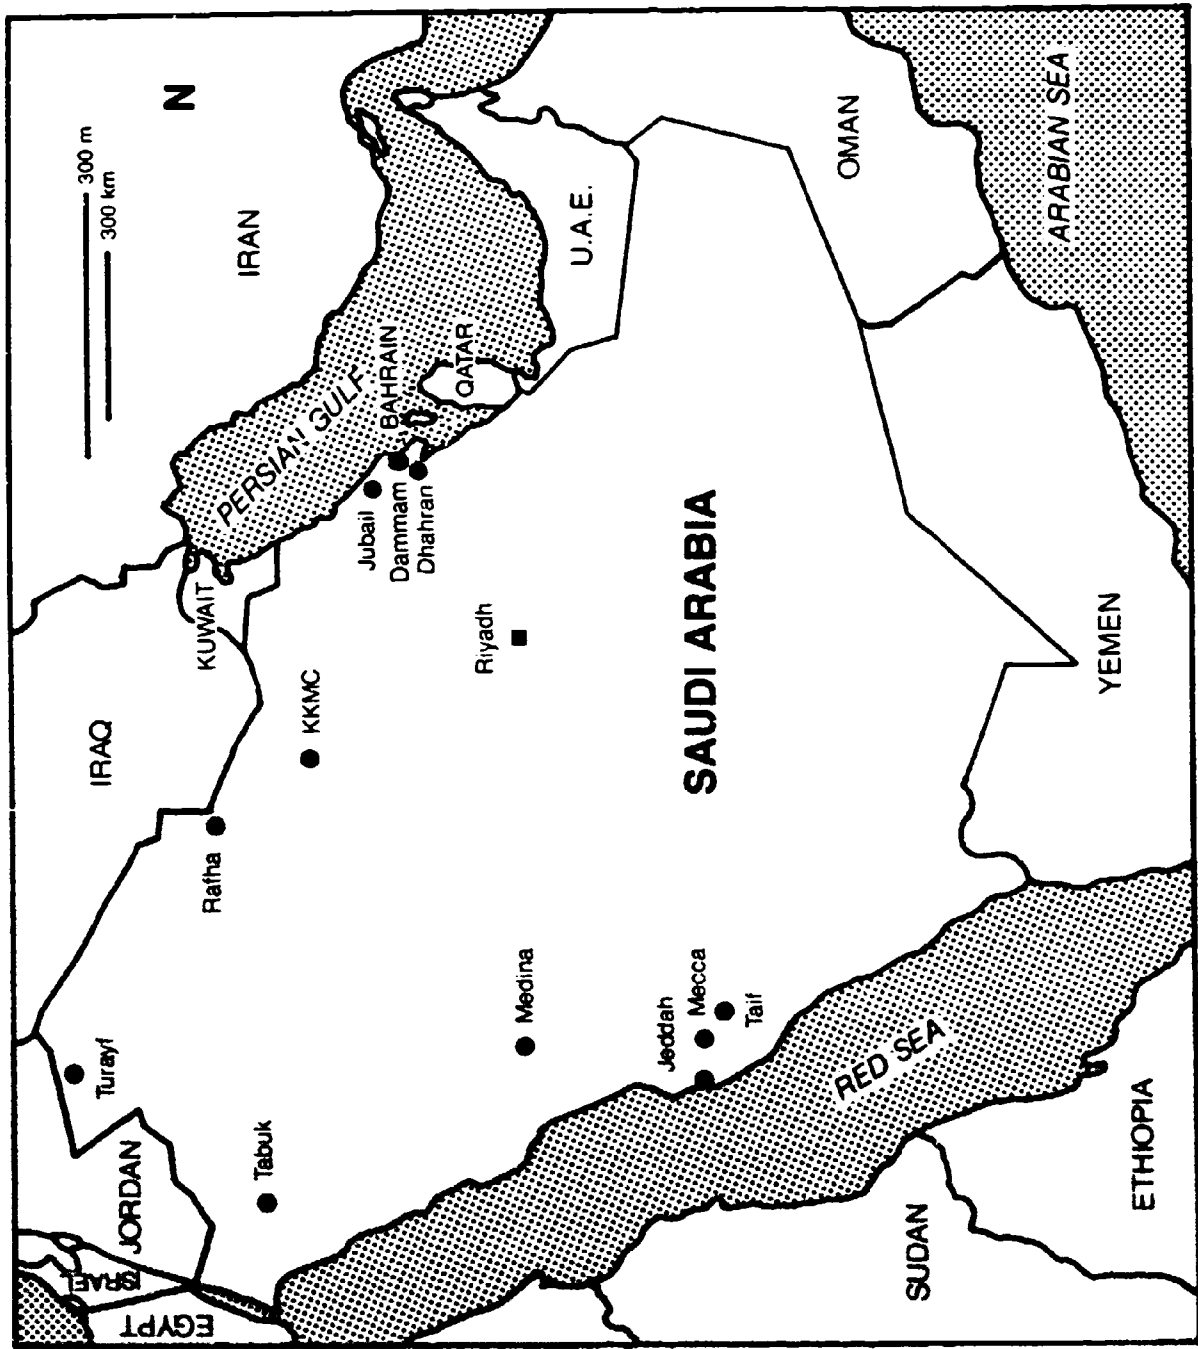 N
300 m
300 km
IRAN
IRAQ
KUWAIT
PERSIAN GULF
BAHRAIN
QATAR
U.A.E.
OMAN
ARABIAN SEA
Turayf
JORDAN
ISRAEL
EGYPT
Tabuk
Rafha
KKMC
Jubail
Dammam
Dhahran
Riyadh
Medina
SAUDI ARABIA
Jeddah
Mecca
Taif
RED SEA
YEMEN
SUDAN
ETHIOPIA